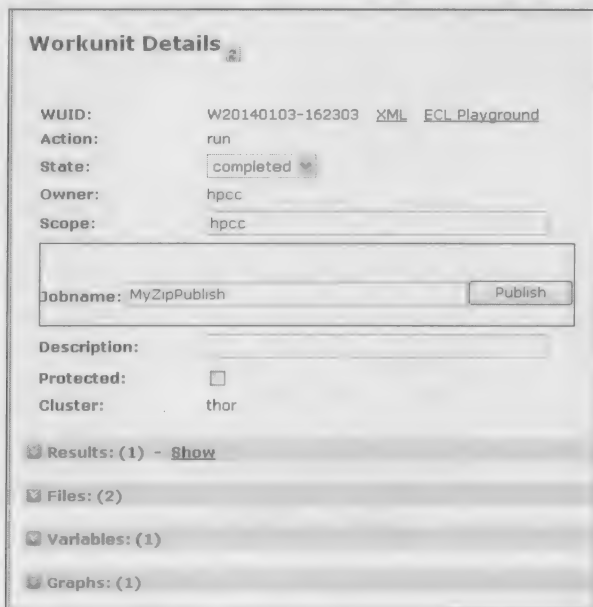 Workunit Details
WUID: W20140103-162303 XML ECL Playground
Action: run
State: completed
Owner: hpcc
Scope: hpcc
Jobname: MyZipPublish Publish
Description:
Protected:
Cluster: thor
Results: (1) - Show
Files: (2)
Variables: (1)
Graphs: (1)